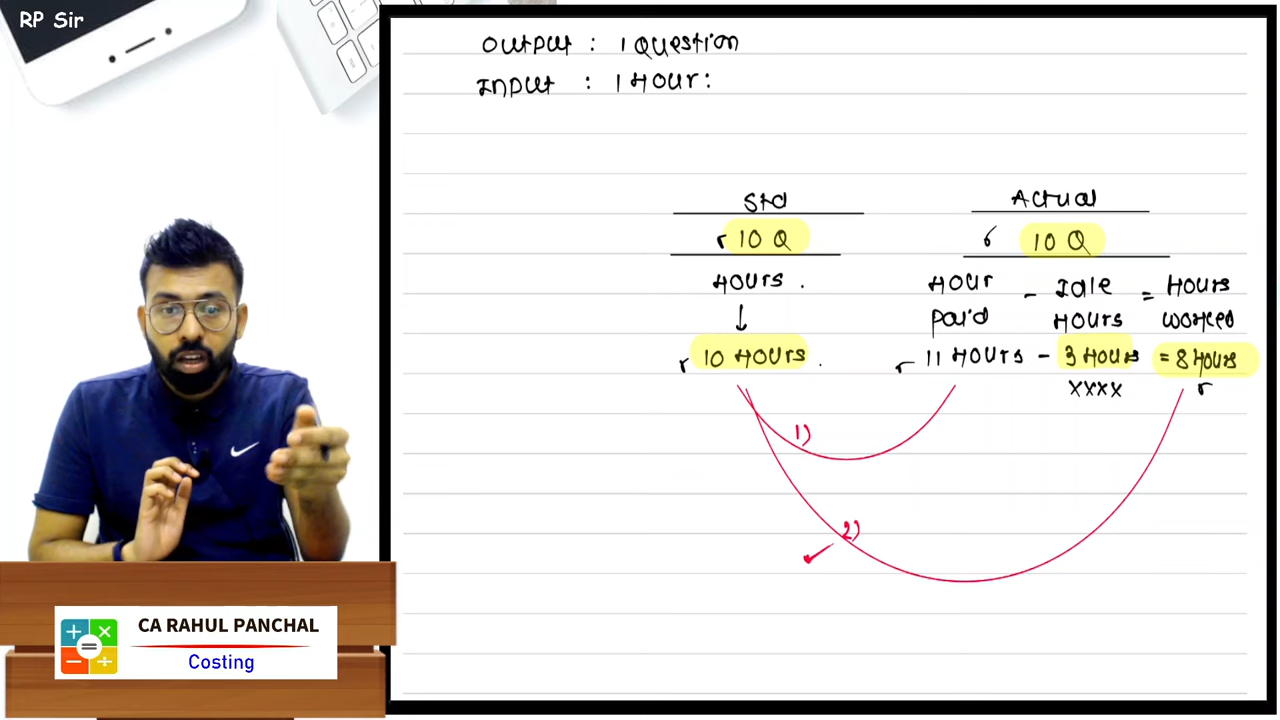 RP Sir
Output : 1 Question
Input : 1 Hour:
Std
Actual
10 Q
10 Q
Hours .
Hour paid - Idle Hours = Hours worked
10 Hours .
11 Hours - 3 Hours = 8 Hours
xxxx
1)
2)
CA RAHUL PANCHAL
Costing